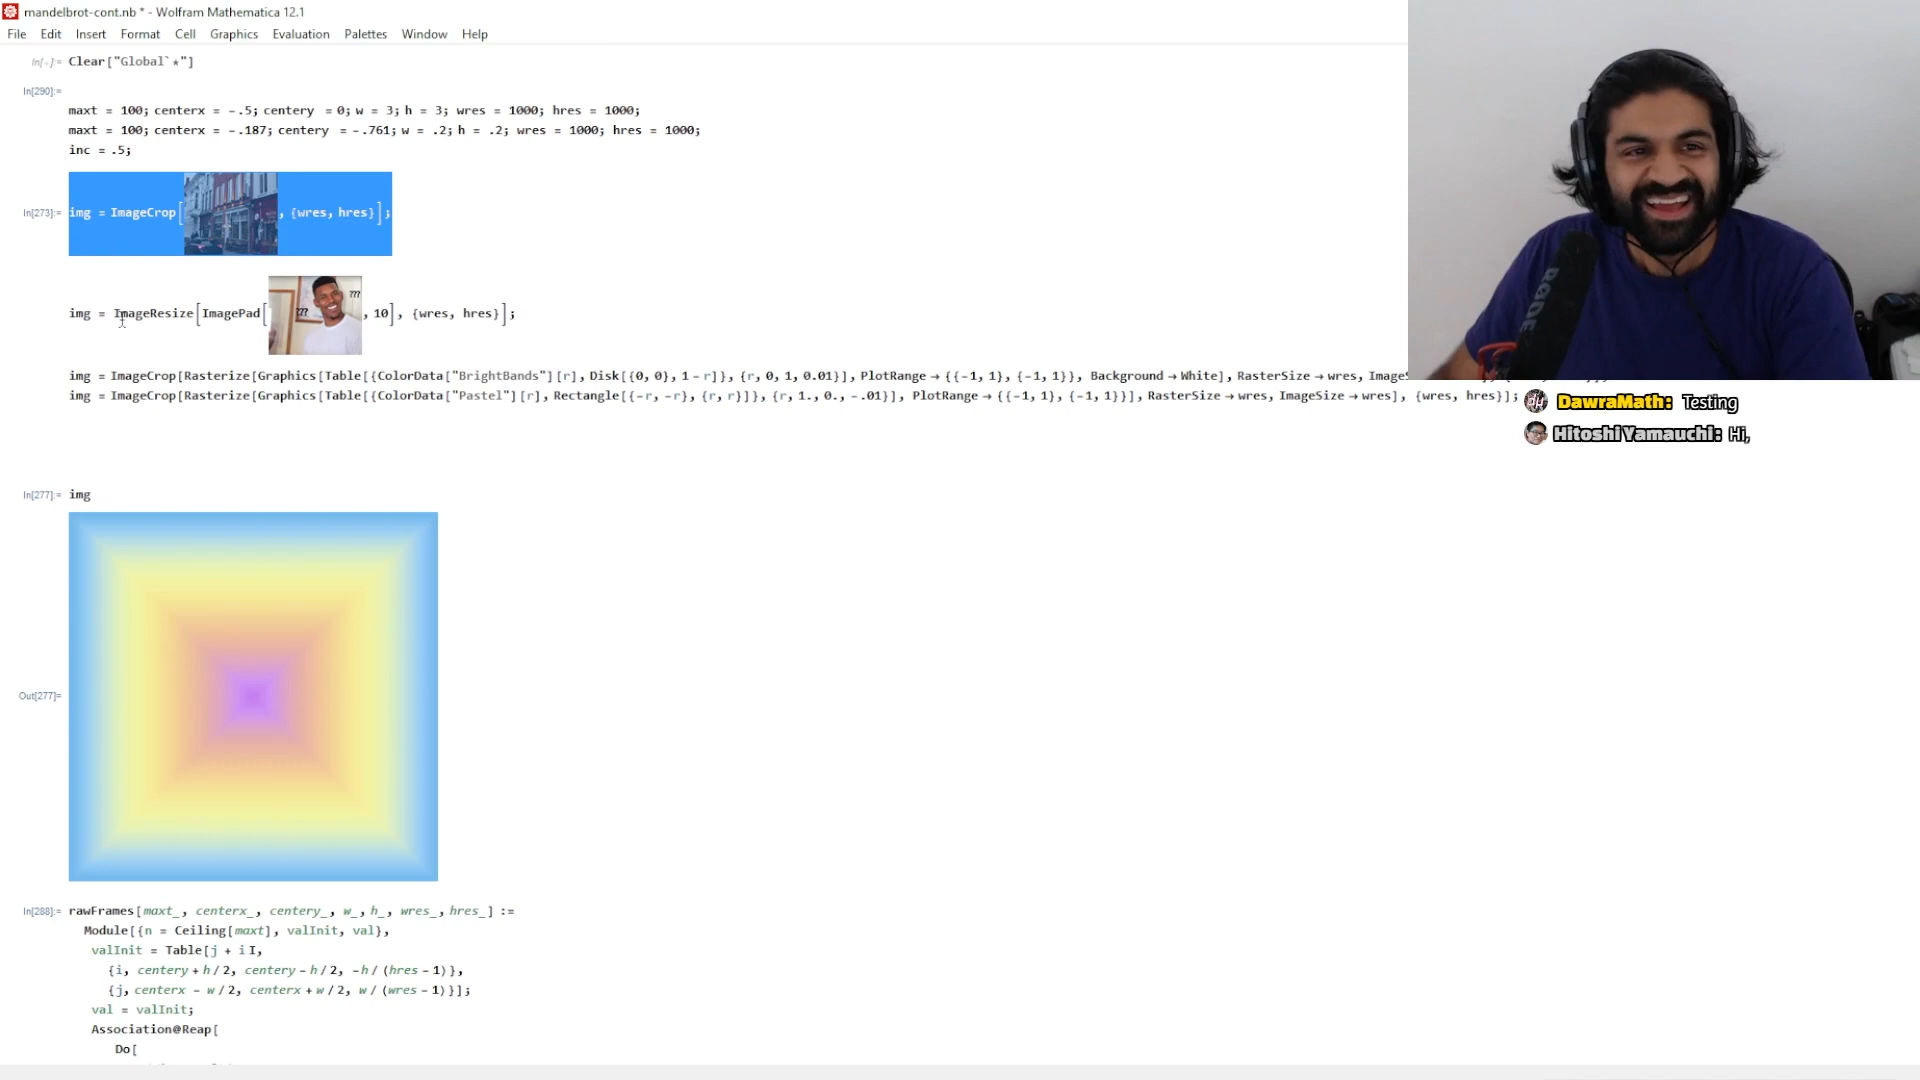 mandelbrot-cont.nb * - Wolfram Mathematica 12.1
File Edit Insert Format Cell Graphics Evaluation Palettes Window Help
In[-]:= Clear["Global`*"]
In[290]:=
maxt = 100; centerx = -.5; centery = 0; w = 3; h = 3; wres = 1000; hres = 1000;
maxt = 100; centerx = -.187; centery = -.761; w = .2; h = .2; wres = 1000; hres = 1000;
inc = .5;
In[273]:= img = ImageCrop[ , {wres, hres}];
img = ImageResize[ImagePad[ , 10], {wres, hres}];
???
???
img = ImageCrop[Rasterize[Graphics[Table[{ColorData["BrightBands"][r], Disk[{0, 0}, 1 - r]}, {r, 0, 1, 0.01}], PlotRange → {{-1, 1}, {-1, 1}}, Background → White], RasterSize → wres,
img = ImageCrop[Rasterize[Graphics[Table[{ColorData["Pastel"][r], Rectangle[{-r, -r}, {r, r}]}, {r, 1., 0., -.01}], PlotRange → {{-1, 1}, {-1, 1}}], RasterSize → wres, ImageSize → wres], {wres, hres}];
DawraMath: Testing
Hitoshi Yamauchi: Hi,
In[277]:= img
Out[277]=
In[288]:= rawFrames[maxt_, centerx_, centery_, w_, h_, wres_, hres_] :=
Module[{n = Ceiling[maxt], valInit, val},
valInit = Table[j + i I,
{i, centery + h / 2, centery - h / 2, -h / (hres - 1)},
{j, centerx - w / 2, centerx + w / 2, w / (wres - 1)}];
val = valInit;
Association@Reap[
Do[
RØDE